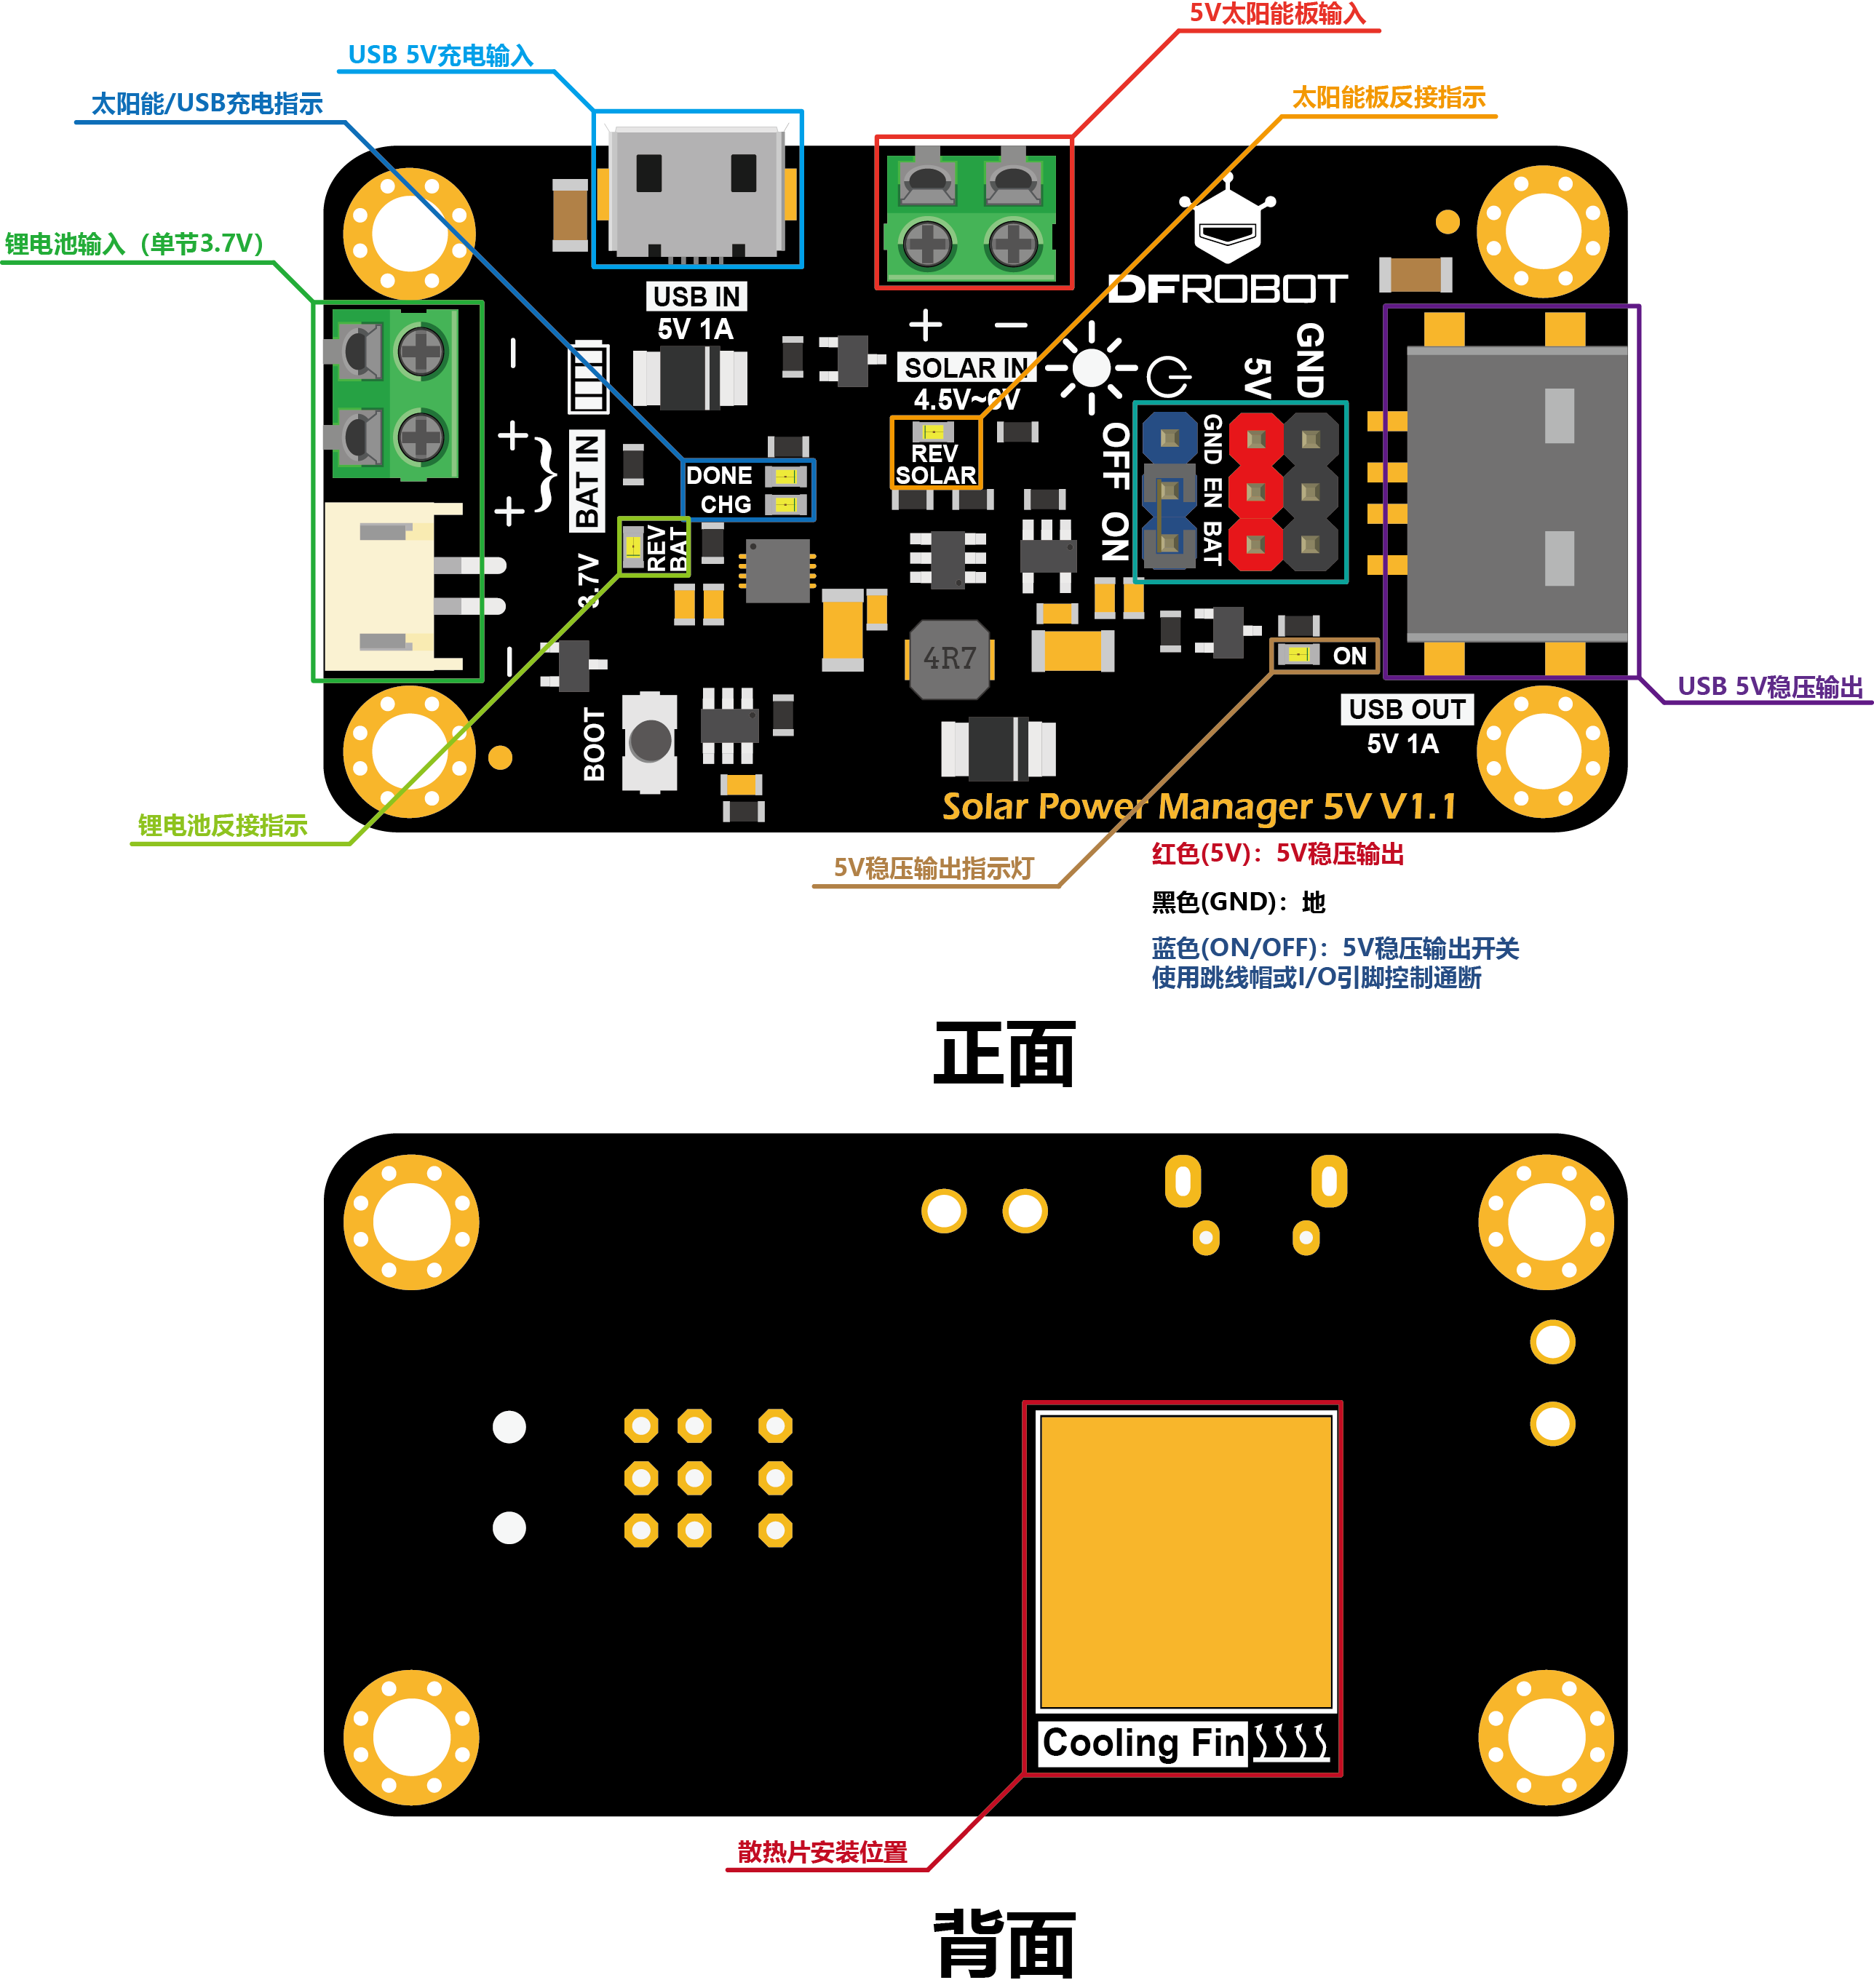 5V太阳能板输入
USB 5V充电输入
太阳能板反接指示
太阳能/USB充电指示
锂电池输入（单节3.7V）
DFROBOT
USB IN
5V 1A
+ −
SOLAR IN
4.5V~6V
5V
GND
−
+
BAT IN
+
3.7V
−
REV
SOLAR
OFF ON
GND EN BAT
DONE
CHG
REV
BAT
4R7
ON
USB 5V稳压输出
USB OUT
5V 1A
BOOT
Solar Power Manager 5V V1.1
锂电池反接指示
5V稳压输出指示灯
红色(5V)：5V稳压输出
黑色(GND)：地
蓝色(ON/OFF)：5V稳压输出开关
使用跳线帽或I/O引脚控制通断
正面
Cooling Fin
散热片安装位置
背面